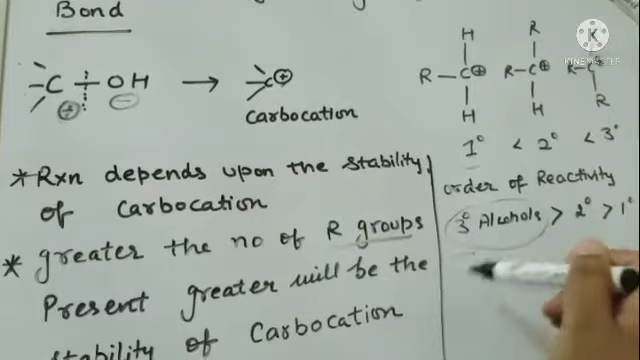 Bond
-C + OH → C⊕
⊕ ⊖
Carbocation
* Rxn depends upon the stability
of Carbocation
* greater the no of R groups
Present greater will be the
stability of Carbocation
H
R-C⊕
H
R
R-C⊕
H
R
R
1° < 2° < 3°
order of Reactivity
3° Alcohols > 2° > 1°
KINEMASTER